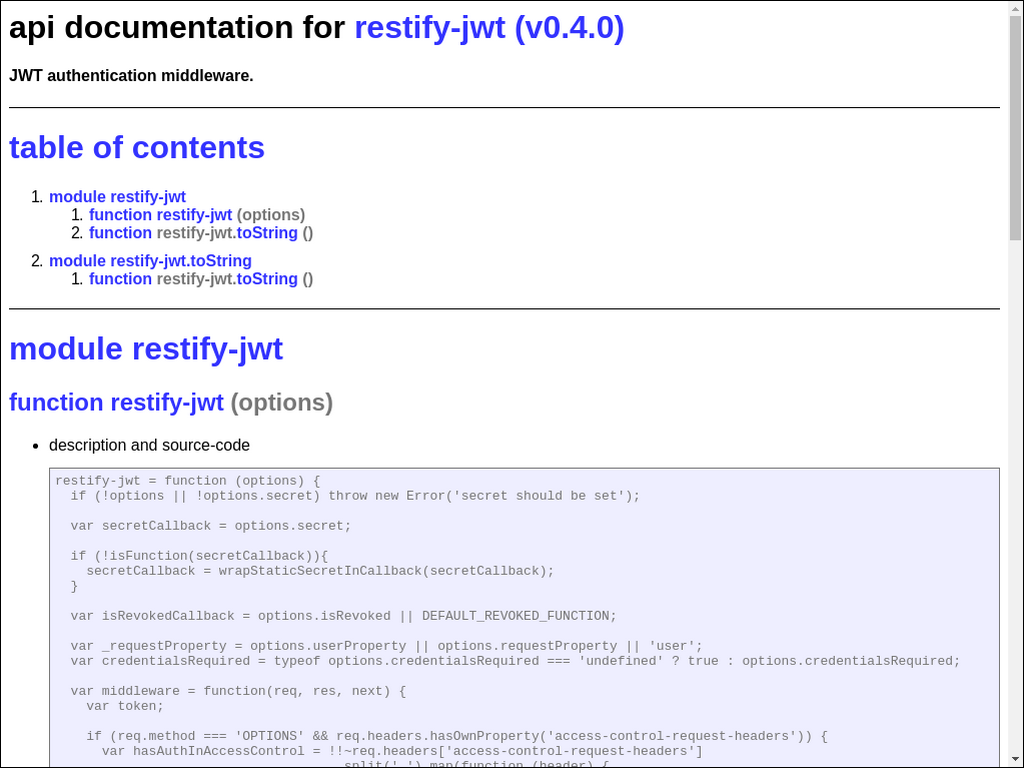 api documentation for restify-jwt (v0.4.0)
JWT authentication middleware.
table of contents
1. module restify-jwt
1. function restify-jwt (options)
2. function restify-jwt.toString ()
2. module restify-jwt.toString
1. function restify-jwt.toString ()
module restify-jwt
function restify-jwt (options)
• description and source-code
restify-jwt = function (options) {
  if (!options || !options.secret) throw new Error('secret should be set');
  var secretCallback = options.secret;
  if (!isFunction(secretCallback)){
    secretCallback = wrapStaticSecretInCallback(secretCallback);
  }
  var isRevokedCallback = options.isRevoked || DEFAULT_REVOKED_FUNCTION;
  var _requestProperty = options.userProperty || options.requestProperty || 'user';
  var credentialsRequired = typeof options.credentialsRequired === 'undefined' ? true : options.credentialsRequired;
  var middleware = function(req, res, next) {
    var token;
    if (req.method === 'OPTIONS' && req.headers.hasOwnProperty('access-control-request-headers')) {
      var hasAuthInAccessControl = !!~req.headers['access-control-request-headers']
                                     .split(',').map(function (header) {